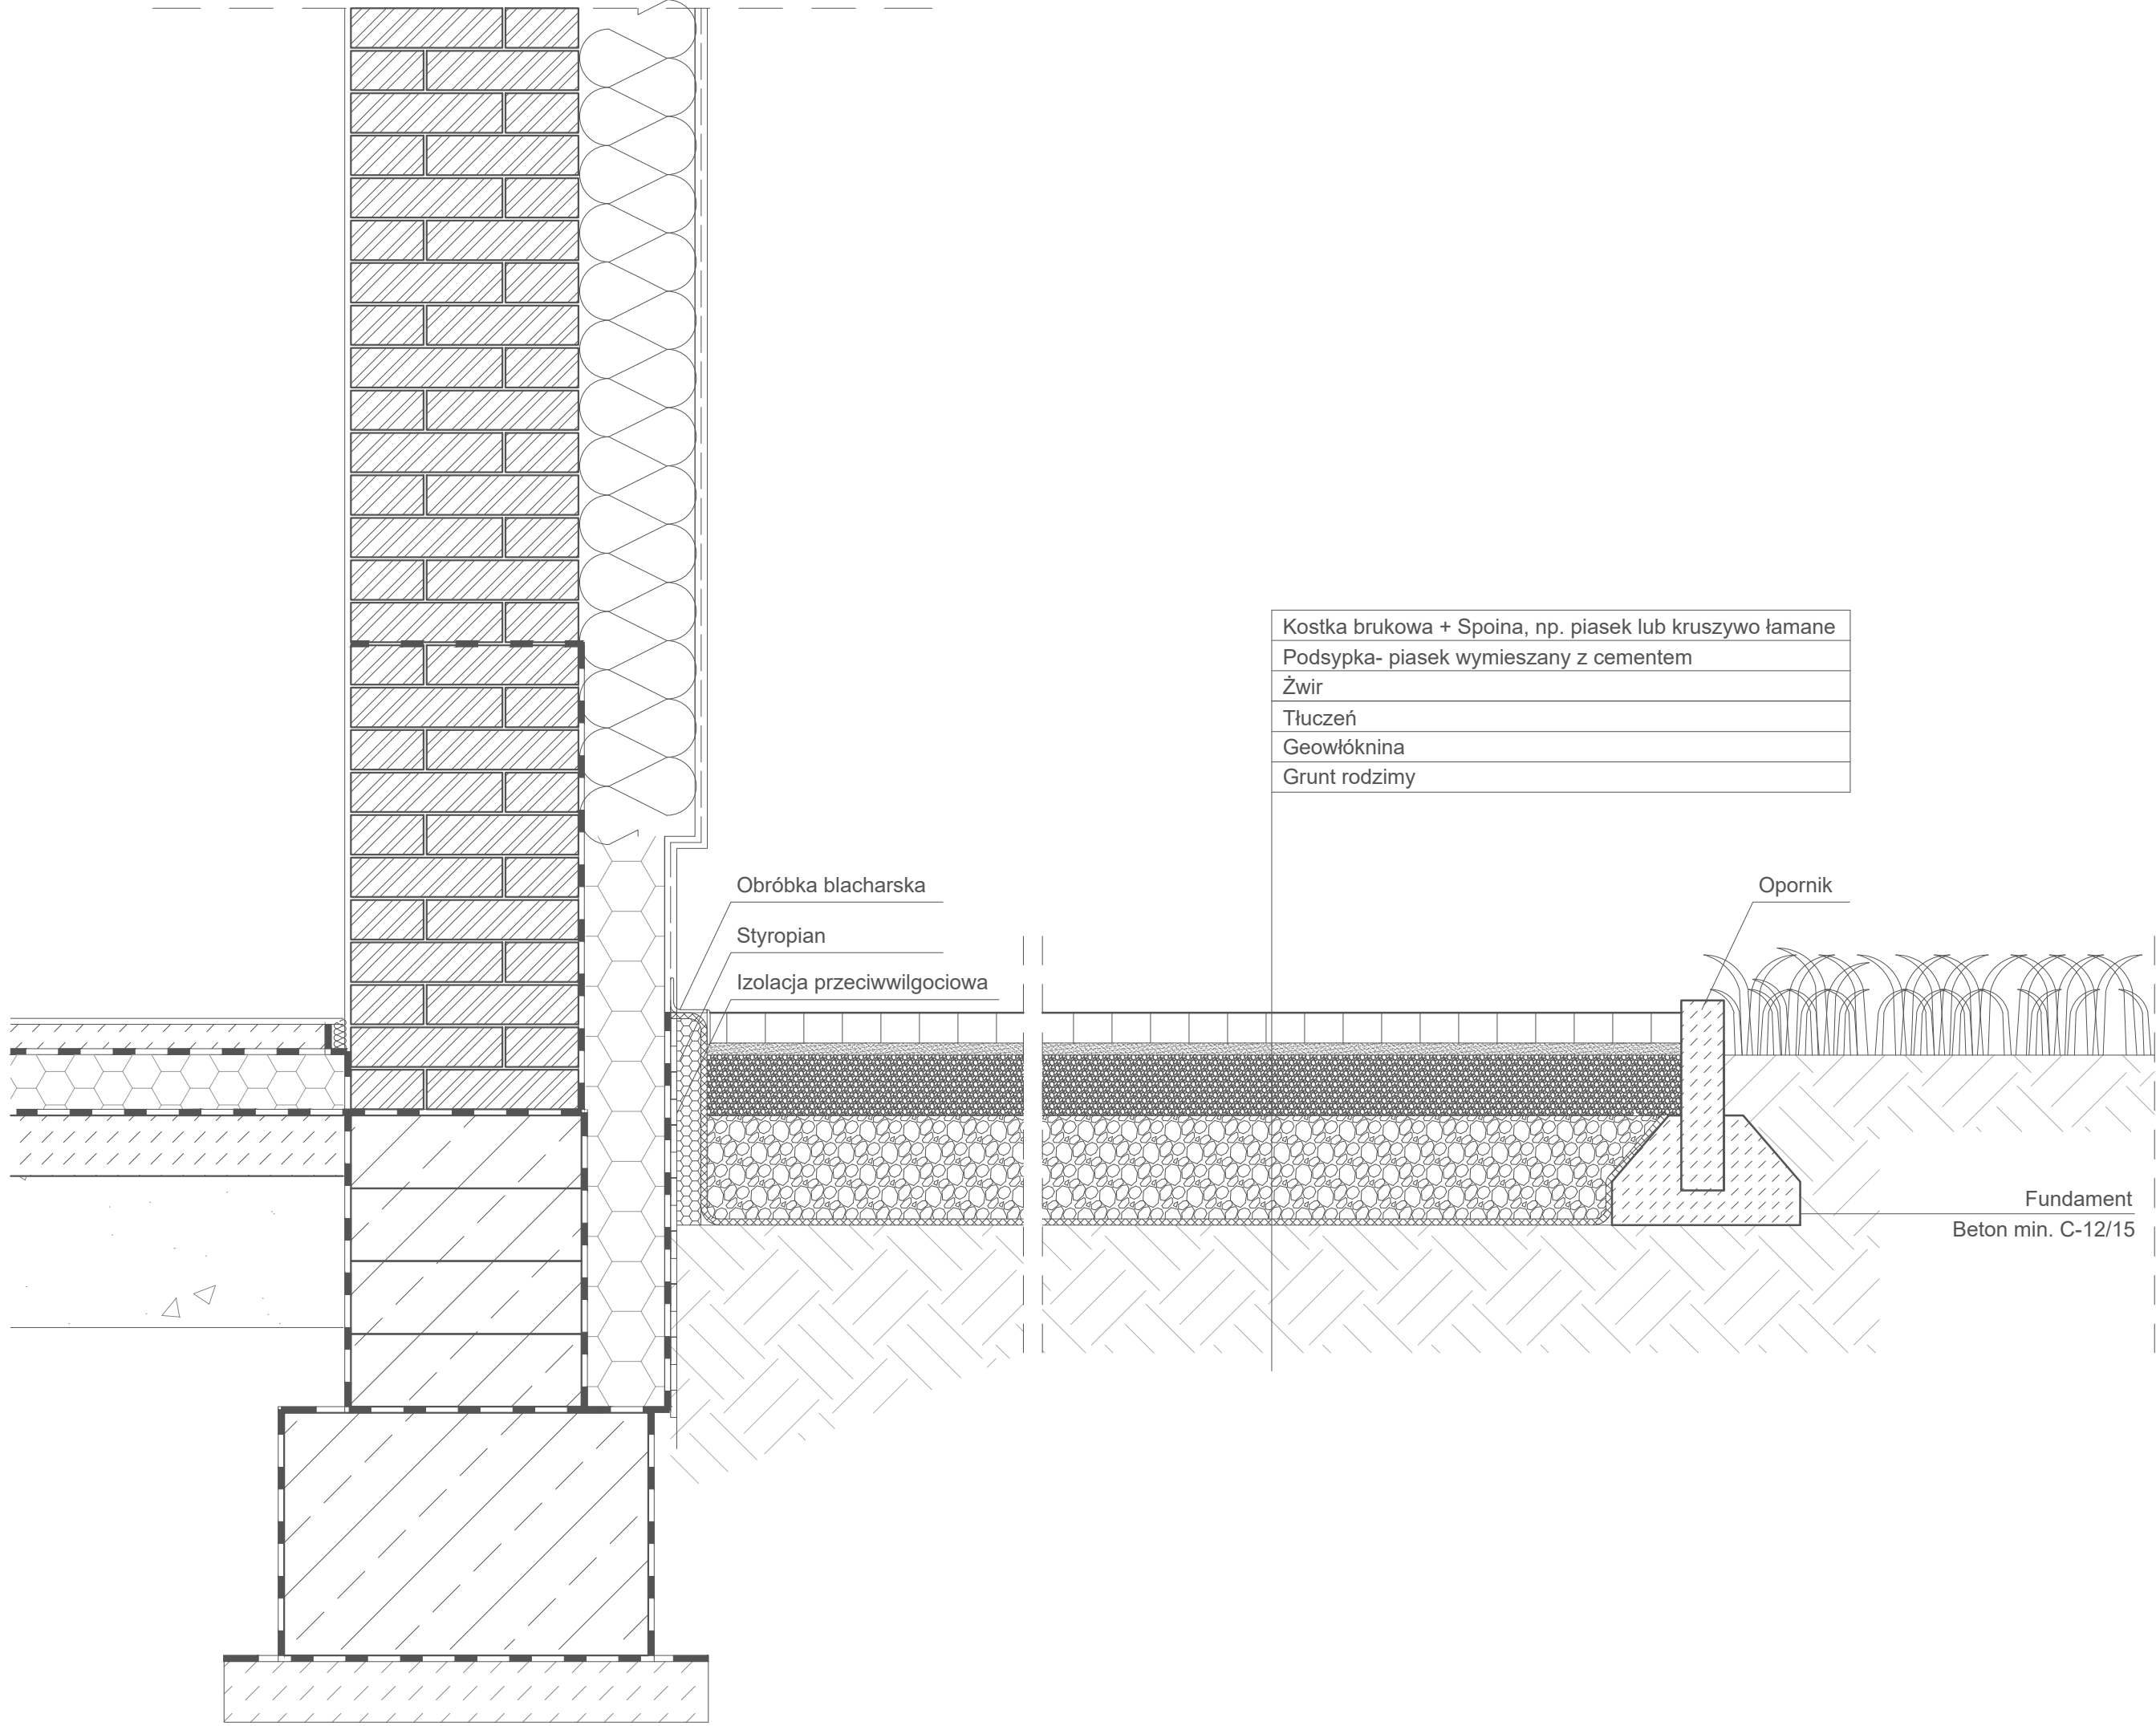 Kostka brukowa + Spoina, np. piasek lub kruszywo łamane
Podsypka- piasek wymieszany z cementem
Żwir
Tłuczeń
Geowłóknina
Grunt rodzimy
Obróbka blacharska
Styropian
Izolacja przeciwwilgociowa
Opornik
Fundament
Beton min. C-12/15